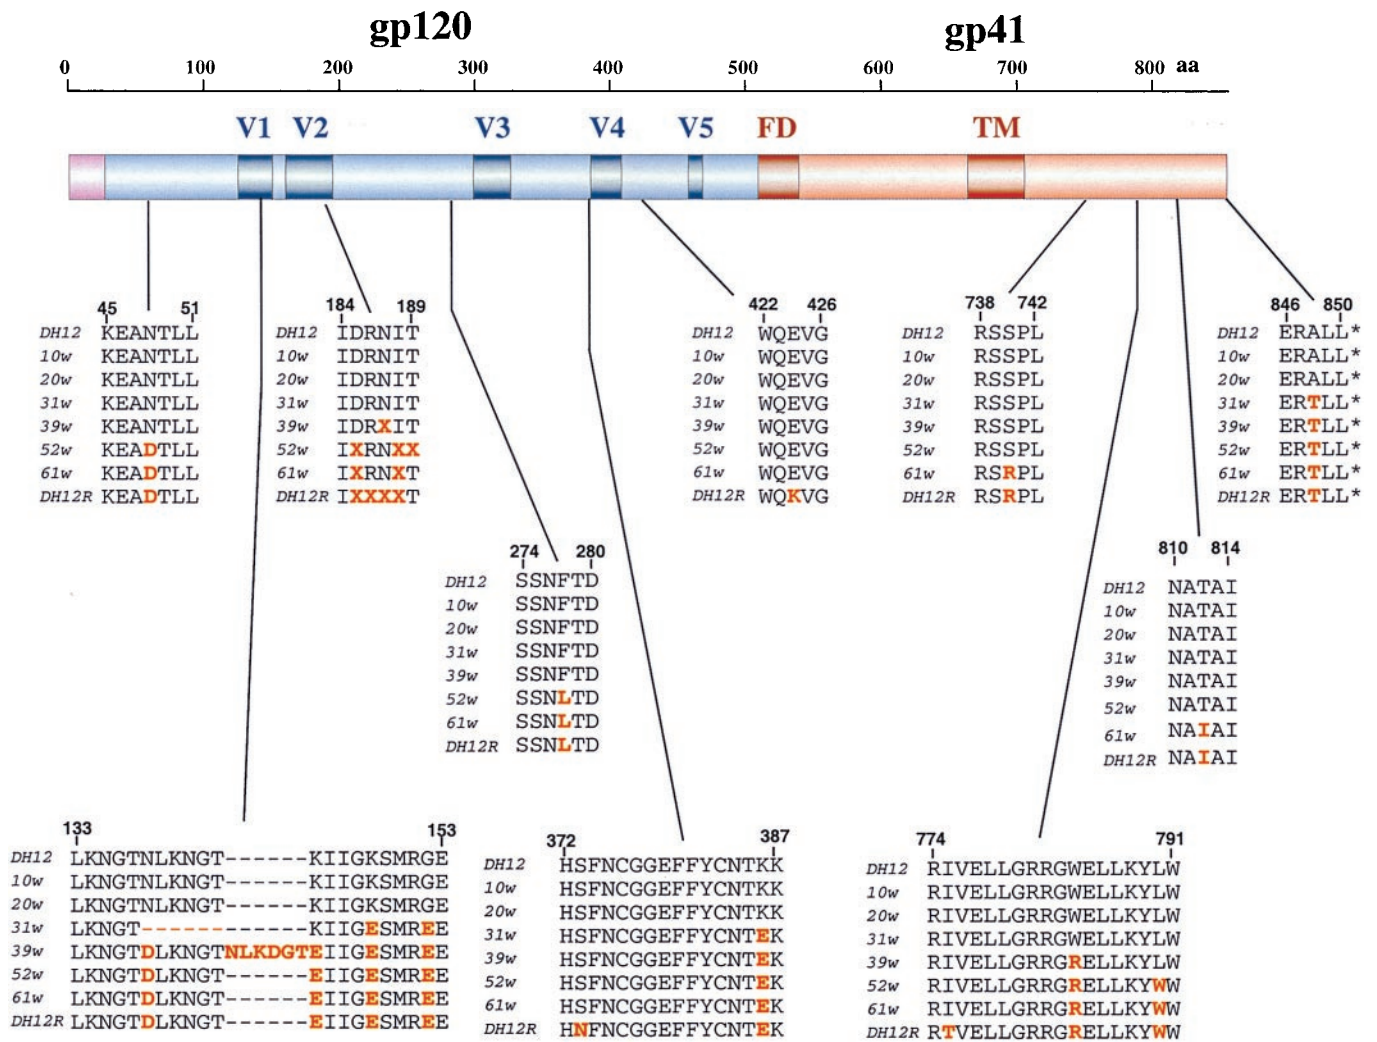 gp120 gp41
0 100 200 300 400 500 600 700 800 aa
V1 V2 V3 V4 V5 FD TM
45 51
DH12 KEANTLL
10w KEANTLL
20w KEANTLL
31w KEANTLL
39w KEANTLL
52w KEADTLL
61w KEADTLL
DH12R KEADTLL
184 189
DH12 IDRNIT
10w IDRNIT
20w IDRNIT
31w IDRNIT
39w IDRXIT
52w IXRNXX
61w IXRNXT
DH12R IXXXXT
422 426
DH12 WQEVG
10w WQEVG
20w WQEVG
31w WQEVG
39w WQEVG
52w WQEVG
61w WQEVG
DH12R WQKVG
738 742
DH12 RSSPL
10w RSSPL
20w RSSPL
31w RSSPL
39w RSSPL
52w RSSPL
61w RSRPL
DH12R RSRPL
846 850
DH12 ERALL*
10w ERALL*
20w ERALL*
31w ERTLL*
39w ERTLL*
52w ERTLL*
61w ERTLL*
DH12R ERTLL*
274 280
DH12 SSNFTD
10w SSNFTD
20w SSNFTD
31w SSNFTD
39w SSNFTD
52w SSNLTD
61w SSNLTD
DH12R SSNLTD
810 814
DH12 NATAI
10w NATAI
20w NATAI
31w NATAI
39w NATAI
52w NATAI
61w NAIAI
DH12R NAIAI
133 153
DH12 LKNGTNLKNGT------KIIGKSMRGE
10w LKNGTNLKNGT------KIIGKSMRGE
20w LKNGTNLKNGT------KIIGKSMRGE
31w LKNGT------------KIIGESMREE
39w LKNGTDLKNGTNLKDGTEIIGESMREE
52w LKNGTDLKNGT------EIIGESMREE
61w LKNGTDLKNGT------EIIGESMREE
DH12R LKNGTDLKNGT------EIIGESMREE
372 387
DH12 HSFNCGGEFFYCNTKK
10w HSFNCGGEFFYCNTKK
20w HSFNCGGEFFYCNTKK
31w HSFNCGGEFFYCNTEK
39w HSFNCGGEFFYCNTEK
52w HSFNCGGEFFYCNTEK
61w HSFNCGGEFFYCNTEK
DH12R HNFNCGGEFFYCNTEK
774 791
DH12 RIVELLGRRGWELLKYLW
10w RIVELLGRRGWELLKYLW
20w RIVELLGRRGWELLKYLW
31w RIVELLGRRGWELLKYLW
39w RIVELLGRRGRELLKYLW
52w RIVELLGRRGRELLKYWW
61w RIVELLGRRGRELLKYWW
DH12R RTVELLGRRGRELLKYWW